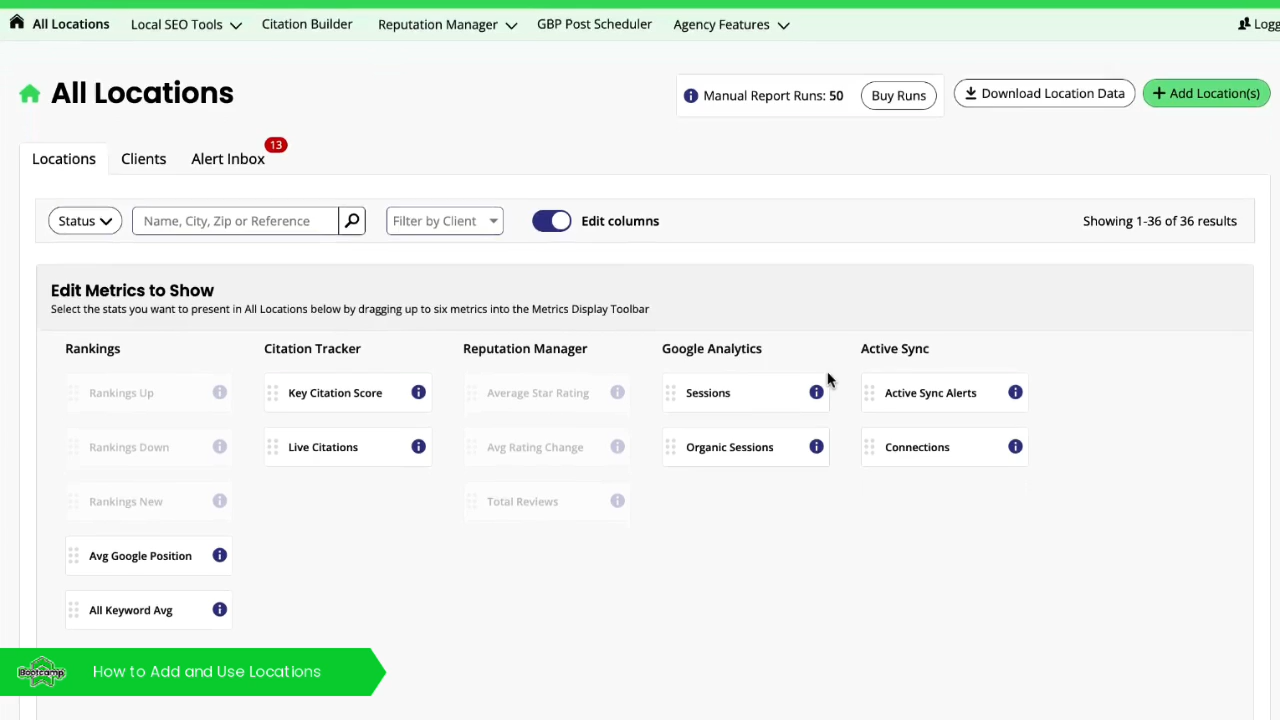 All Locations
Local SEO Tools
Citation Builder
Reputation Manager
GBP Post Scheduler
Agency Features
Logg
All Locations
Manual Report Runs: 50
Buy Runs
Download Location Data
Add Location(s)
Locations
Clients
Alert Inbox
13
Status
Name, City, Zip or Reference
Filter by Client
Edit columns
Showing 1-36 of 36 results
Edit Metrics to Show
Select the stats you want to present in All Locations below by dragging up to six metrics into the Metrics Display Toolbar
Rankings
Citation Tracker
Reputation Manager
Google Analytics
Active Sync
Rankings Up
Key Citation Score
Average Star Rating
Sessions
Active Sync Alerts
Rankings Down
Live Citations
Avg Rating Change
Organic Sessions
Connections
Rankings New
Total Reviews
Avg Google Position
All Keyword Avg
Bootcamp
How to Add and Use Locations